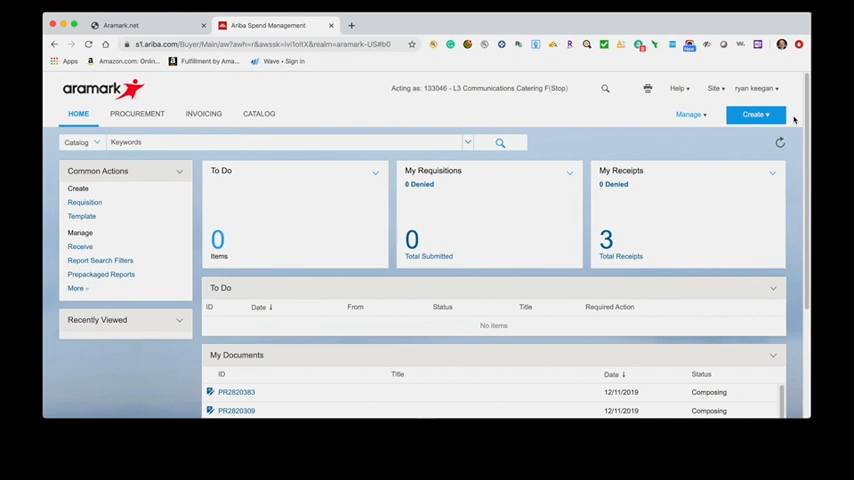 Aramark.net
Ariba Spend Management
s1.ariba.com/Buyer/Main/aw?awh=r&awssk=lvi1oItX&realm=aramark-US#b0
Apps
Amazon.com: Onlin...
Fulfillment by Ama...
Wave • Sign in
aramark
Acting as: 133046 - L3 Communications Catering F(Stop)
Help
Site
ryan keegan
HOME
PROCUREMENT
INVOICING
CATALOG
Manage
Create
Catalog
Keywords
Common Actions
Create
Requisition
Template
Manage
Receive
Report Search Filters
Prepackaged Reports
More
Recently Viewed
To Do
0
Items
My Requisitions
0 Denied
0
Total Submitted
My Receipts
0 Denied
3
Total Receipts
To Do
ID Date ↓ From Status Title Required Action
No items
My Documents
ID Title Date ↓ Status
PR2820383 12/11/2019 Composing
PR2820309 12/11/2019 Composing